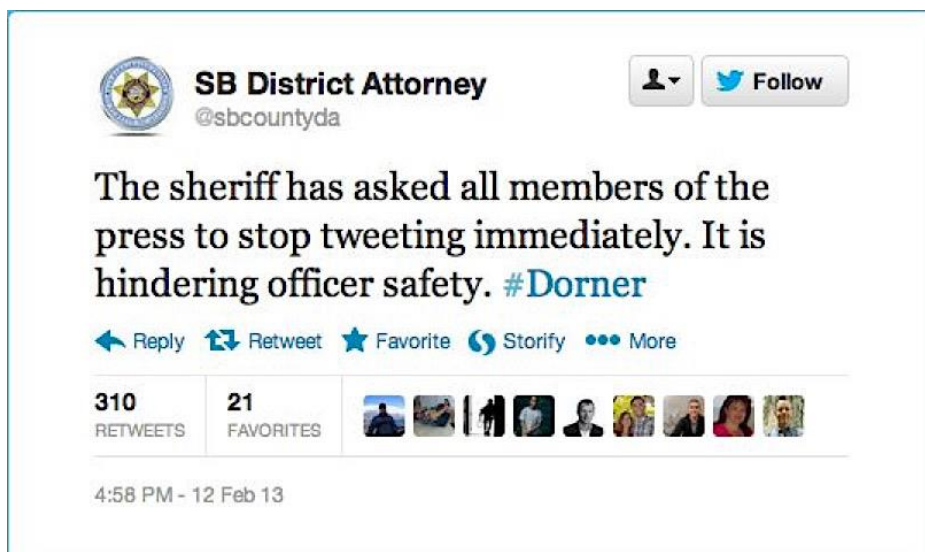 SB District Attorney
@sbcountyda
Follow
The sheriff has asked all members of the
press to stop tweeting immediately. It is
hindering officer safety. #Dorner
Reply Retweet Favorite Storify More
310 21
RETWEETS FAVORITES
4:58 PM - 12 Feb 13